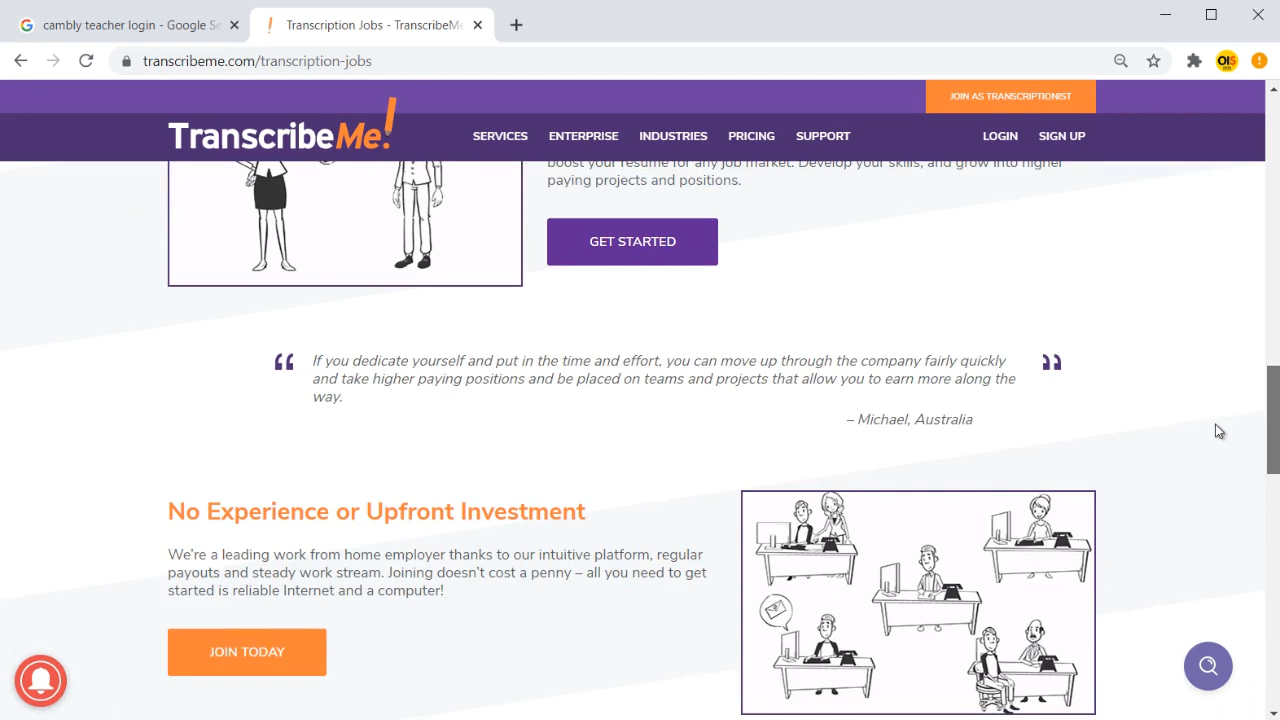 cambly teacher login - Google Se
Transcription Jobs - TranscribeMe
transcribeme.com/transcription-jobs
OIS
JOIN AS TRANSCRIPTIONIST
TranscribeMe!
SERVICES ENTERPRISE INDUSTRIES PRICING SUPPORT LOGIN SIGN UP
boost your resume for any job market. Develop your skills, and grow into higher
paying projects and positions.
GET STARTED
“ If you dedicate yourself and put in the time and effort, you can move up through the company fairly quickly ”
and take higher paying positions and be placed on teams and projects that allow you to earn more along the
way.
– Michael, Australia
No Experience or Upfront Investment
We’re a leading work from home employer thanks to our intuitive platform, regular
payouts and steady work stream. Joining doesn’t cost a penny – all you need to get
started is reliable Internet and a computer!
JOIN TODAY